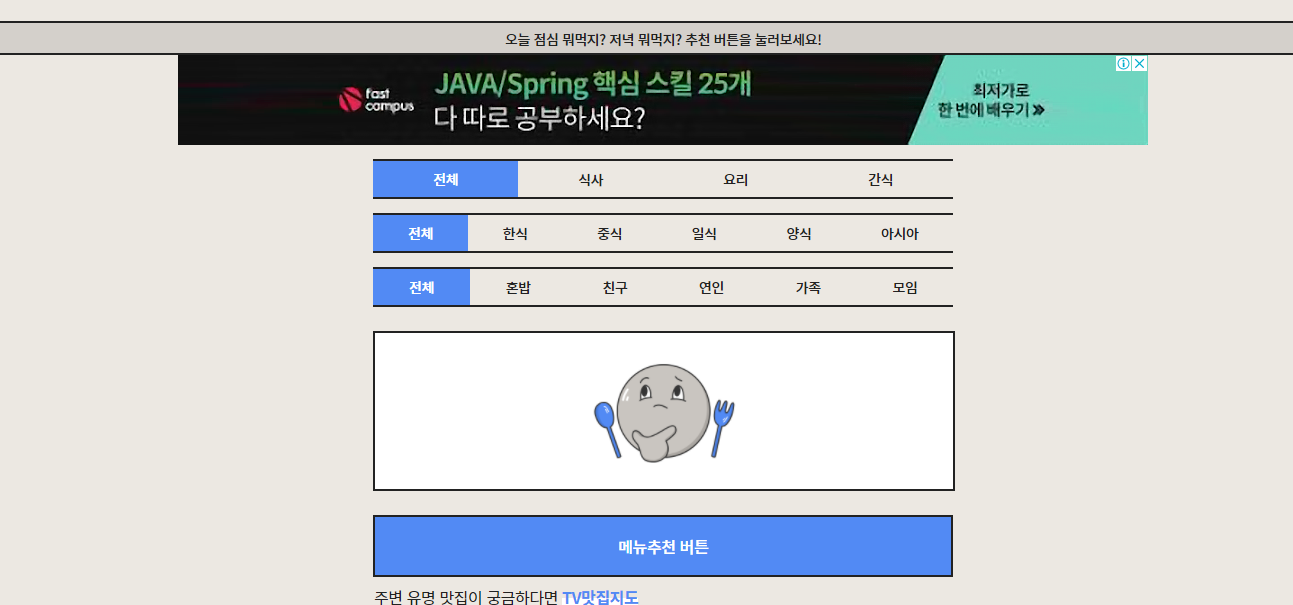 오늘 점심 뭐먹지? 저녁 뭐먹지? 추천 버튼을 눌러보세요!
fast campus
JAVA/Spring 핵심 스킬 25개
다 따로 공부하세요?
최저가로
한 번에 배우기 »
전체 식사 요리 간식
전체 한식 중식 일식 양식 아시아
전체 혼밥 친구 연인 가족 모임
메뉴추천 버튼
주변 유명 맛집이 궁금하다면 TV맛집지도